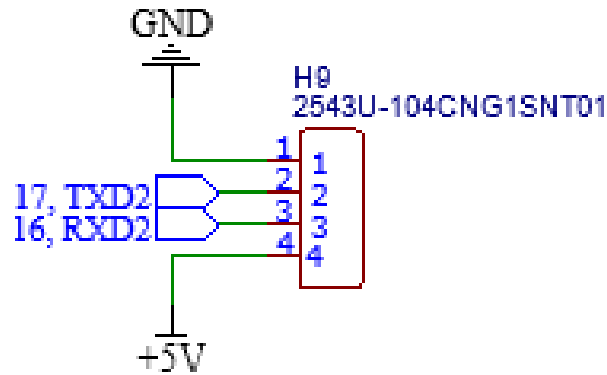 GND
H9
2543U-104CNG1SNT01
1 1
17, TXD2 2 2
16, RXD2 3 3
4 4
+5V